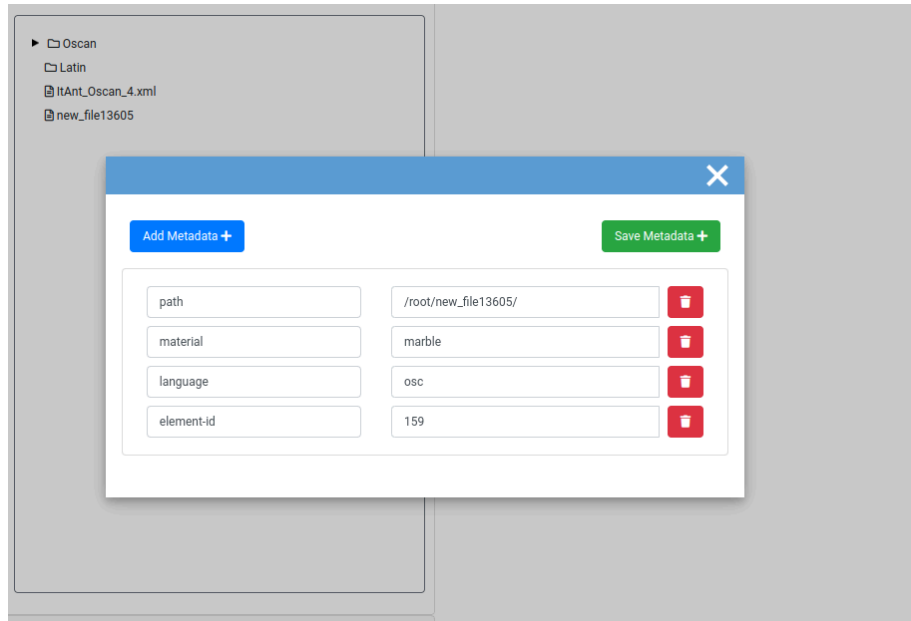 Oscan
Latin
ItAnt_Oscan_4.xml
new_file13605
Add Metadata
Save Metadata
path /root/new_file13605/
material marble
language osc
element-id 159